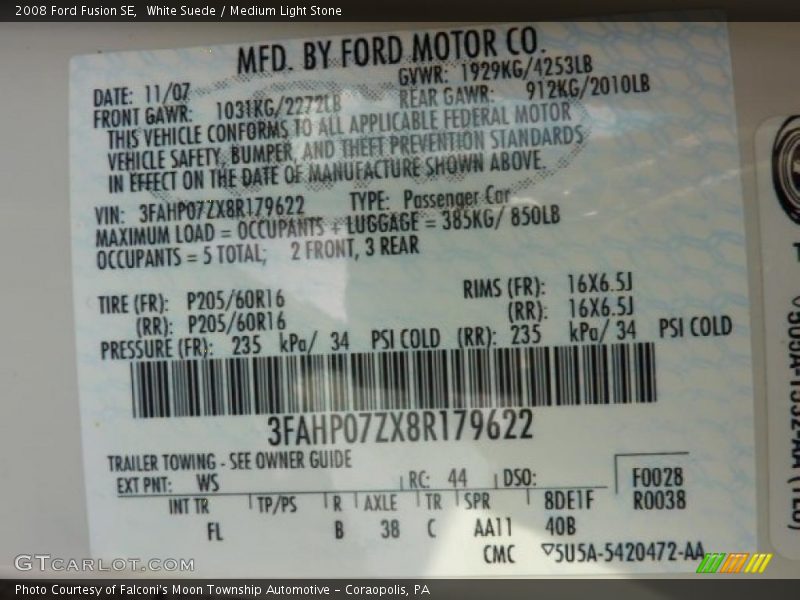 2008 Ford Fusion SE,  White Suede / Medium Light Stone
MFD. BY FORD MOTOR CO.
DATE: 11/07 GVWR: 1929KG/4253LB
FRONT GAWR: 1031KG/2272LB REAR GAWR: 912KG/2010LB
THIS VEHICLE CONFORMS TO ALL APPLICABLE FEDERAL MOTOR
VEHICLE SAFETY, BUMPER, AND THEFT PREVENTION STANDARDS
IN EFFECT ON THE DATE OF MANUFACTURE SHOWN ABOVE.
VIN: 3FAHP07ZX8R179622 TYPE: Passenger Car
MAXIMUM LOAD = OCCUPANTS + LUGGAGE = 385KG/ 850LB
OCCUPANTS = 5 TOTAL; 2 FRONT, 3 REAR
TIRE (FR): P205/60R16 RIMS (FR): 16X6.5J
(RR): P205/60R16 (RR): 16X6.5J
PRESSURE (FR): 235 kPa/ 34 PSI COLD (RR): 235 kPa/ 34 PSI COLD
3FAHP07ZX8R179622
TRAILER TOWING - SEE OWNER GUIDE
EXT PNT: WS RC: 44 DSO: F0028
INT TR TP/PS R AXLE TR SPR 8DE1F R0038
FL B 38 C AA11 40B
CMC ▽5U5A-5420472-AA
GTCARLOT.COM
Photo Courtesy of Falconi's Moon Township Automotive – Coraopolis, PA